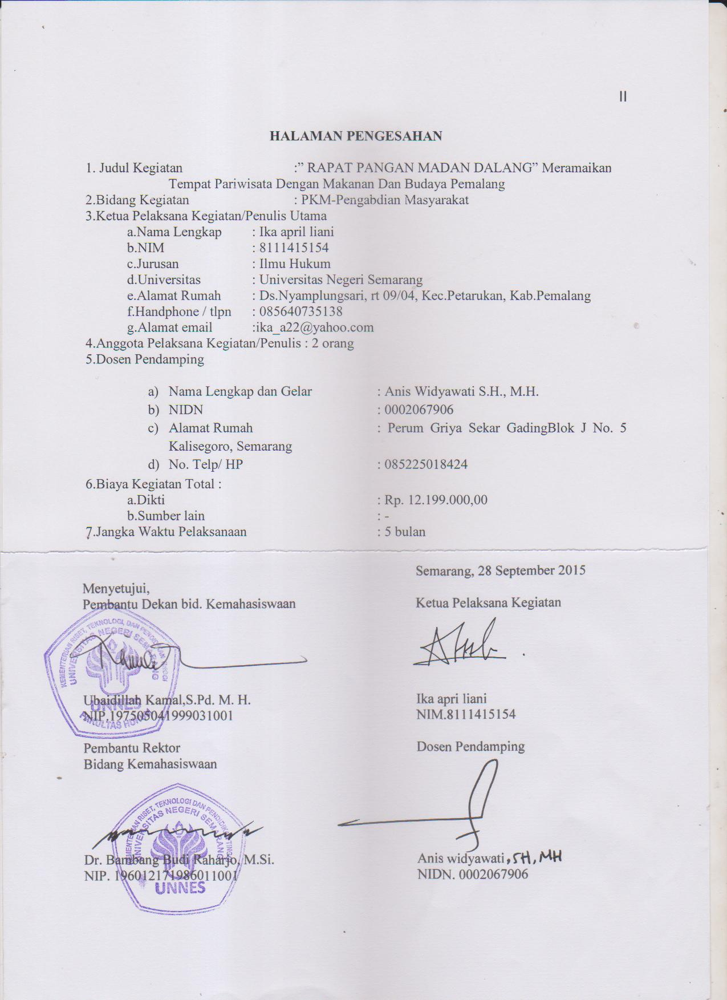 II
HALAMAN PENGESAHAN
1. Judul Kegiatan :” RAPAT PANGAN MADAN DALANG” Meramaikan
Tempat Pariwisata Dengan Makanan Dan Budaya Pemalang
2.Bidang Kegiatan : PKM-Pengabdian Masyarakat
3.Ketua Pelaksana Kegiatan/Penulis Utama
a.Nama Lengkap : Ika april liani
b.NIM : 8111415154
c.Jurusan : Ilmu Hukum
d.Universitas : Universitas Negeri Semarang
e.Alamat Rumah : Ds.Nyamplungsari, rt 09/04, Kec.Petarukan, Kab.Pemalang
f.Handphone / tlpn : 085640735138
g.Alamat email :ika_a22@yahoo.com
4.Anggota Pelaksana Kegiatan/Penulis : 2 orang
5.Dosen Pendamping
a) Nama Lengkap dan Gelar : Anis Widyawati S.H., M.H.
b) NIDN : 0002067906
c) Alamat Rumah : Perum Griya Sekar GadingBlok J No. 5
Kalisegoro, Semarang
d) No. Telp/ HP : 085225018424
6.Biaya Kegiatan Total :
a.Dikti : Rp. 12.199.000,00
b.Sumber lain : -
7.Jangka Waktu Pelaksanaan : 5 bulan
Semarang, 28 September 2015
Menyetujui,
Pembantu Dekan bid. Kemahasiswaan
Ketua Pelaksana Kegiatan
KEMENTERIAN RISET, TEKNOLOGI, DAN PENDIDIKAN TINGGI
UNIVERSITAS NEGERI SEMARANG
UNNES
FAKULTAS HUKUM
Ubaidillah Kamal,S.Pd. M. H.
NIP.197505041999031001
Ika apri liani
NIM.8111415154
Pembantu Rektor
Bidang Kemahasiswaan
Dosen Pendamping
KEMENTERIAN RISET, TEKNOLOGI DAN PENDIDIKAN TINGGI
UNIVERSITAS NEGERI SEMARANG
UNNES
Dr. Bambang Budi Raharjo, M.Si.
NIP. 196012171986011001
Anis widyawati, SH, MH
NIDN. 0002067906